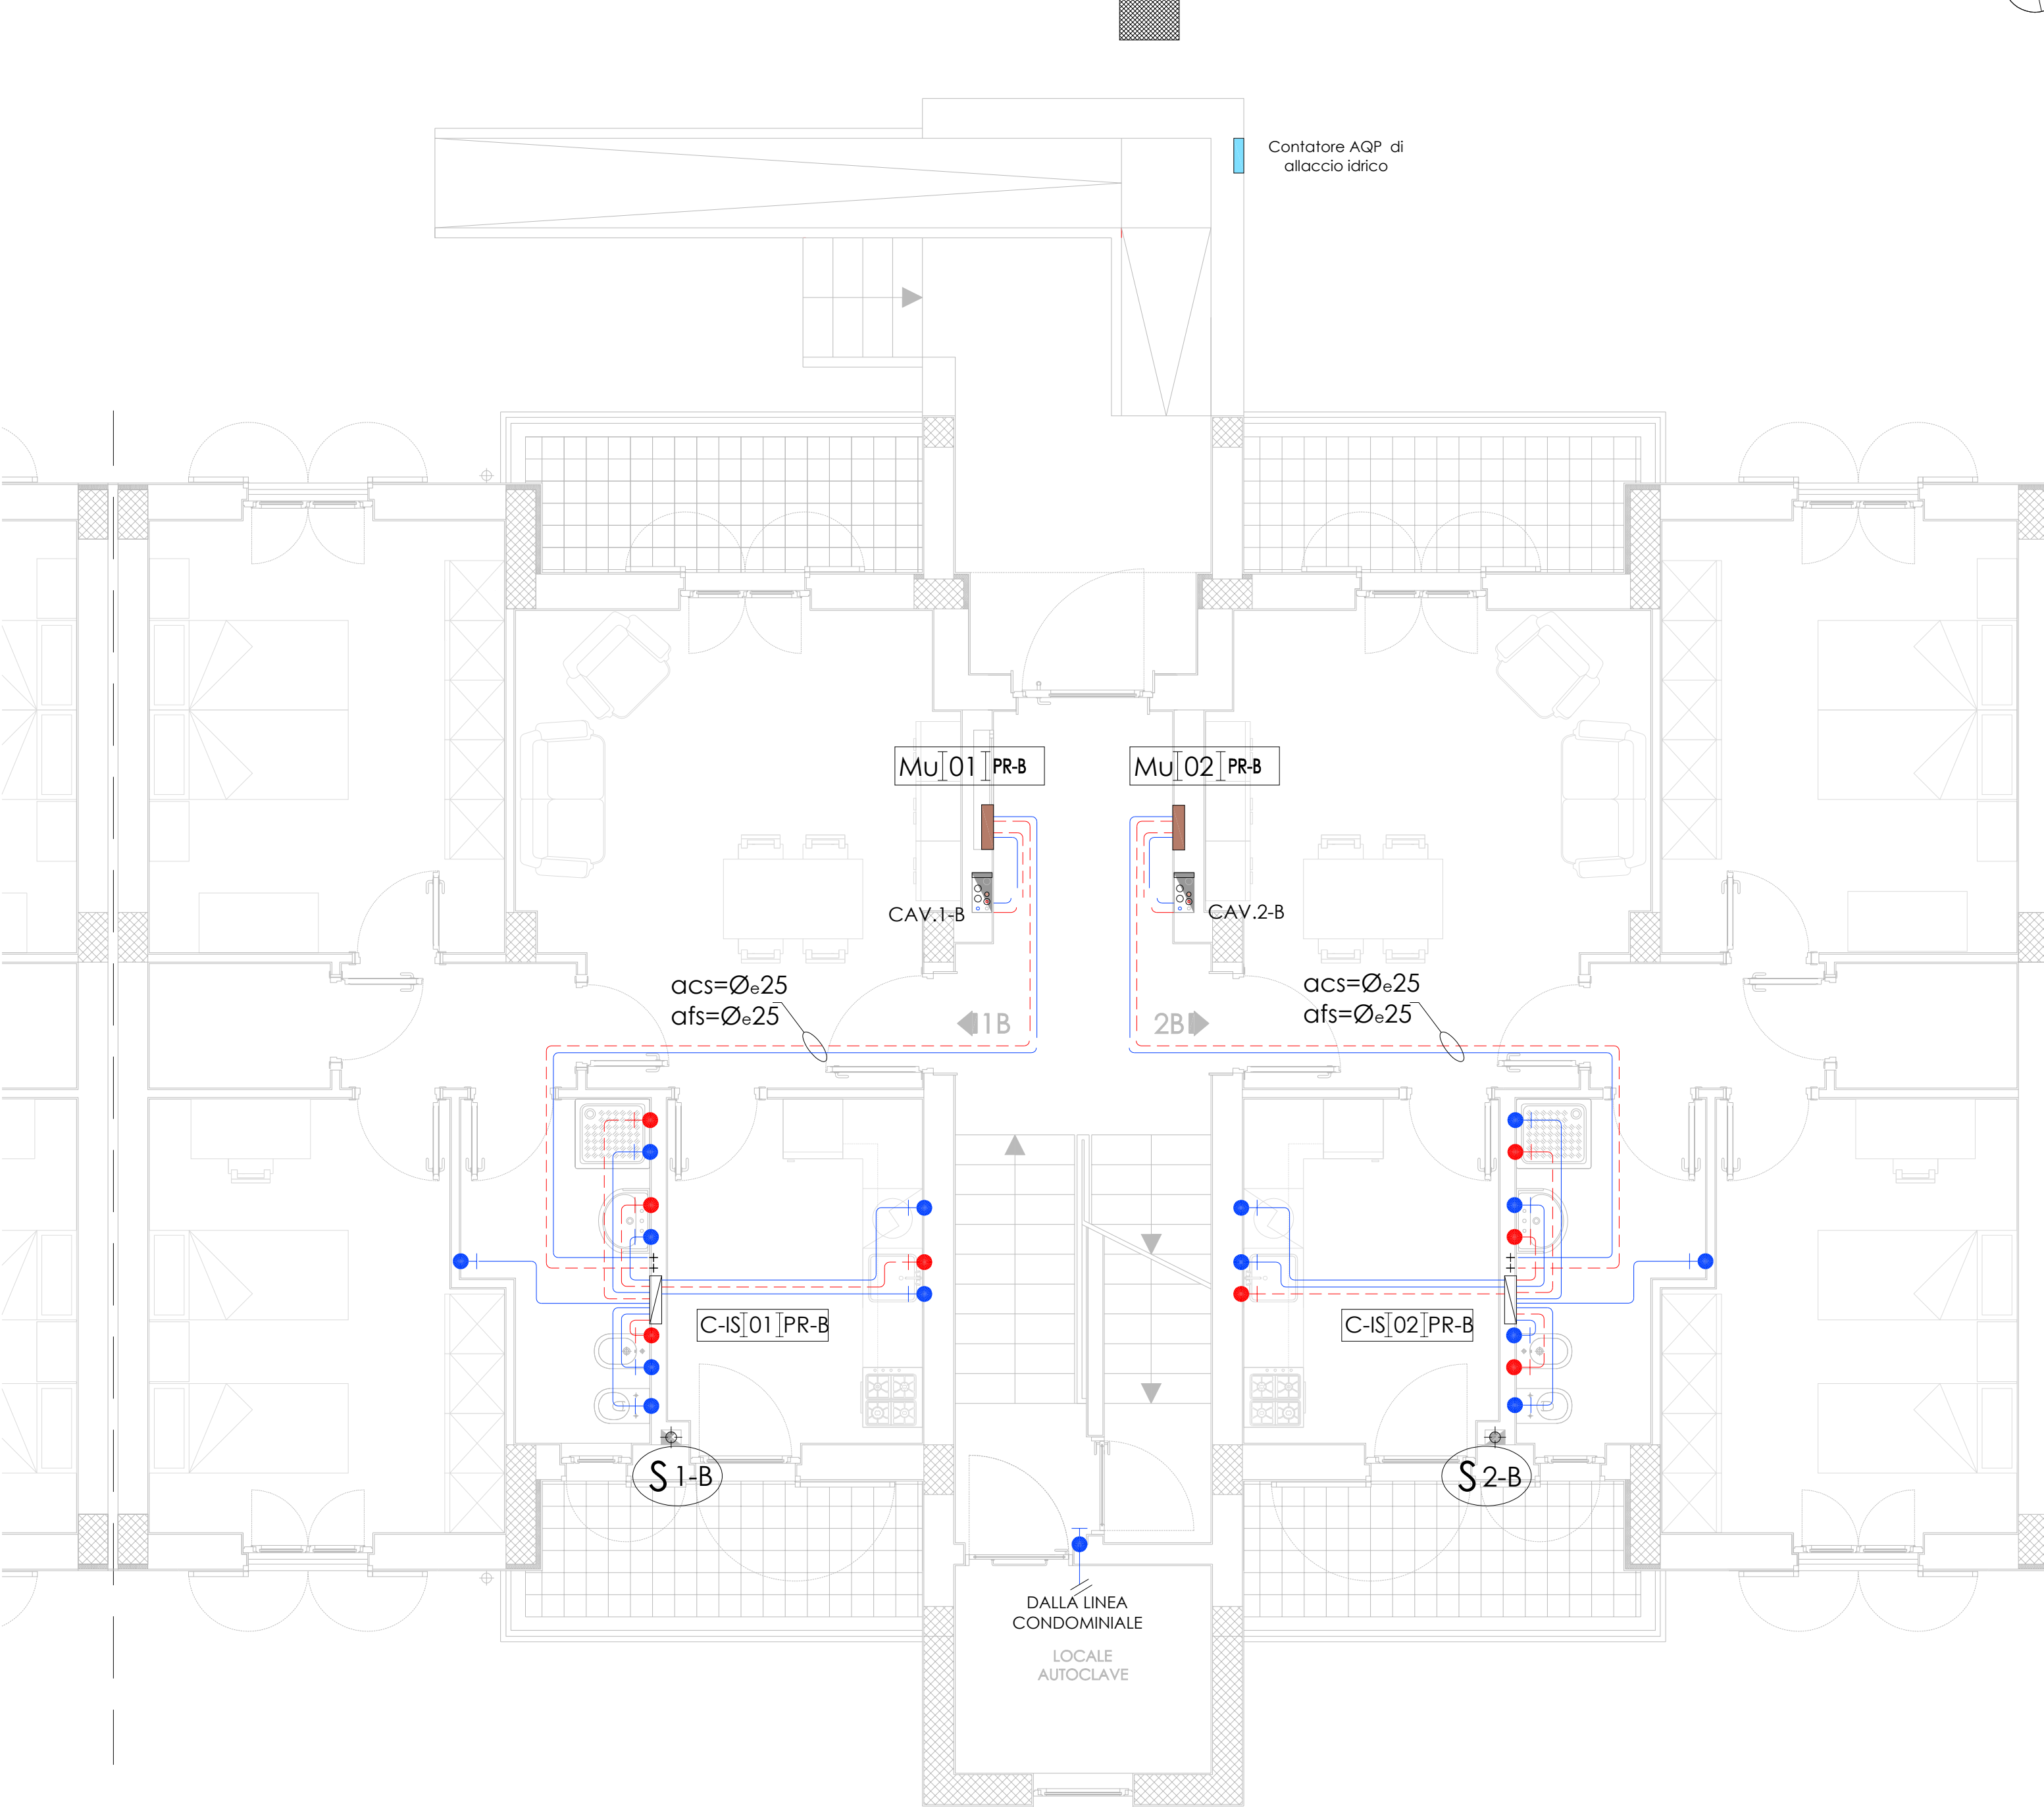 Contatore AQP di
allaccio idrico
Mu 01 PR-B
Mu 02 PR-B
CAV.1-B
CAV.2-B
acs=Øe25
afs=Øe25
acs=Øe25
afs=Øe25
1B
2B
C-IS 01 PR-B
C-IS 02 PR-B
S 1-B
S 2-B
DALLA LINEA
CONDOMINIALE
LOCALE
AUTOCLAVE